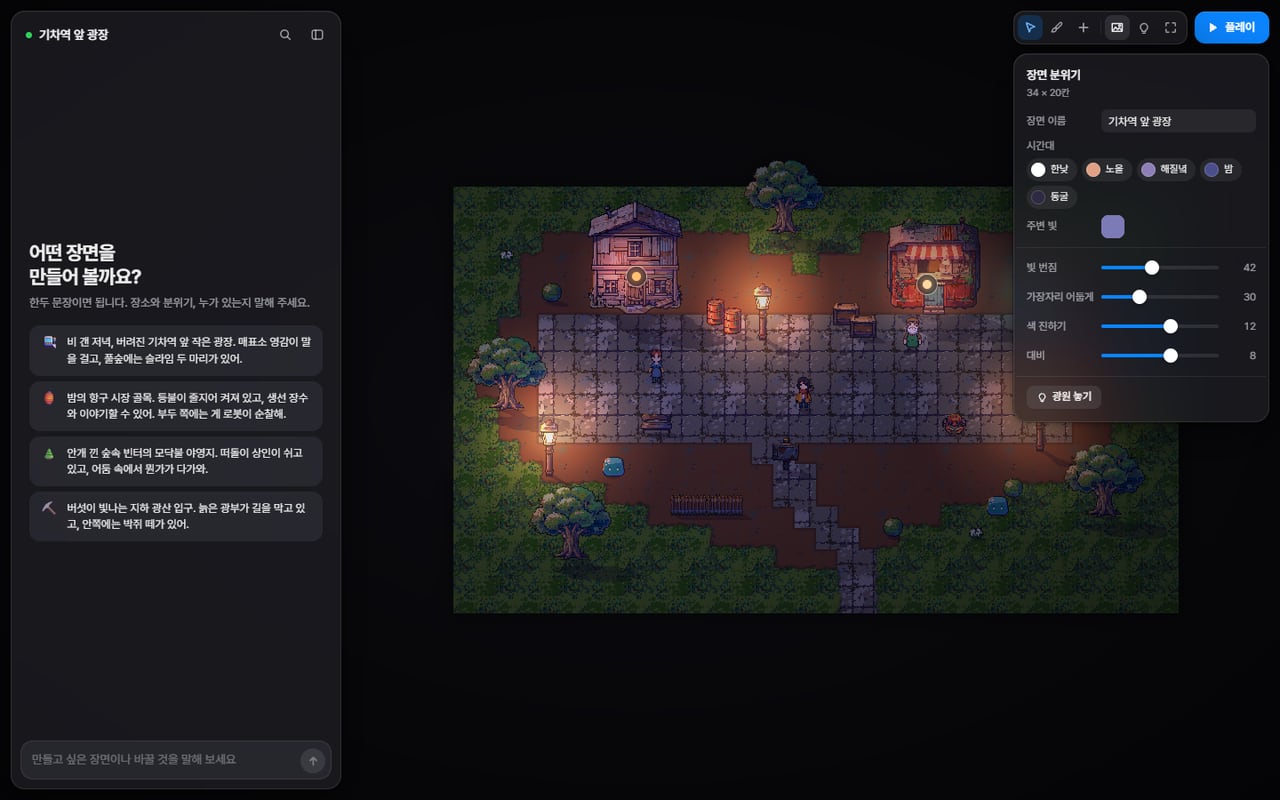 기차역 앞 광장
플레이
장면 분위기
34 × 20칸
장면 이름
기차역 앞 광장
시간대
한낮
노을
해질녘
밤
동굴
주변 빛
빛 번짐
42
가장자리 어둡게
30
색 진하기
12
대비
8
광원 놓기
어떤 장면을
만들어 볼까요?
한두 문장이면 됩니다. 장소와 분위기, 누가 있는지 말해 주세요.
비 갠 저녁, 버려진 기차역 앞 작은 광장. 매표소 영감이 말
을 걸고, 풀숲에는 슬라임 두 마리가 있어.
밤의 항구 시장 골목. 등불이 줄지어 켜져 있고, 생선 장수
와 이야기할 수 있어. 부두 쪽에는 게 로봇이 순찰해.
안개 낀 숲속 빈터의 모닥불 야영지. 떠돌이 상인이 쉬고
있고, 어둠 속에서 뭔가가 다가와.
버섯이 빛나는 지하 광산 입구. 늙은 광부가 길을 막고 있
고, 안쪽에는 박쥐 떼가 있어.
만들고 싶은 장면이나 바꿀 것을 말해 보세요